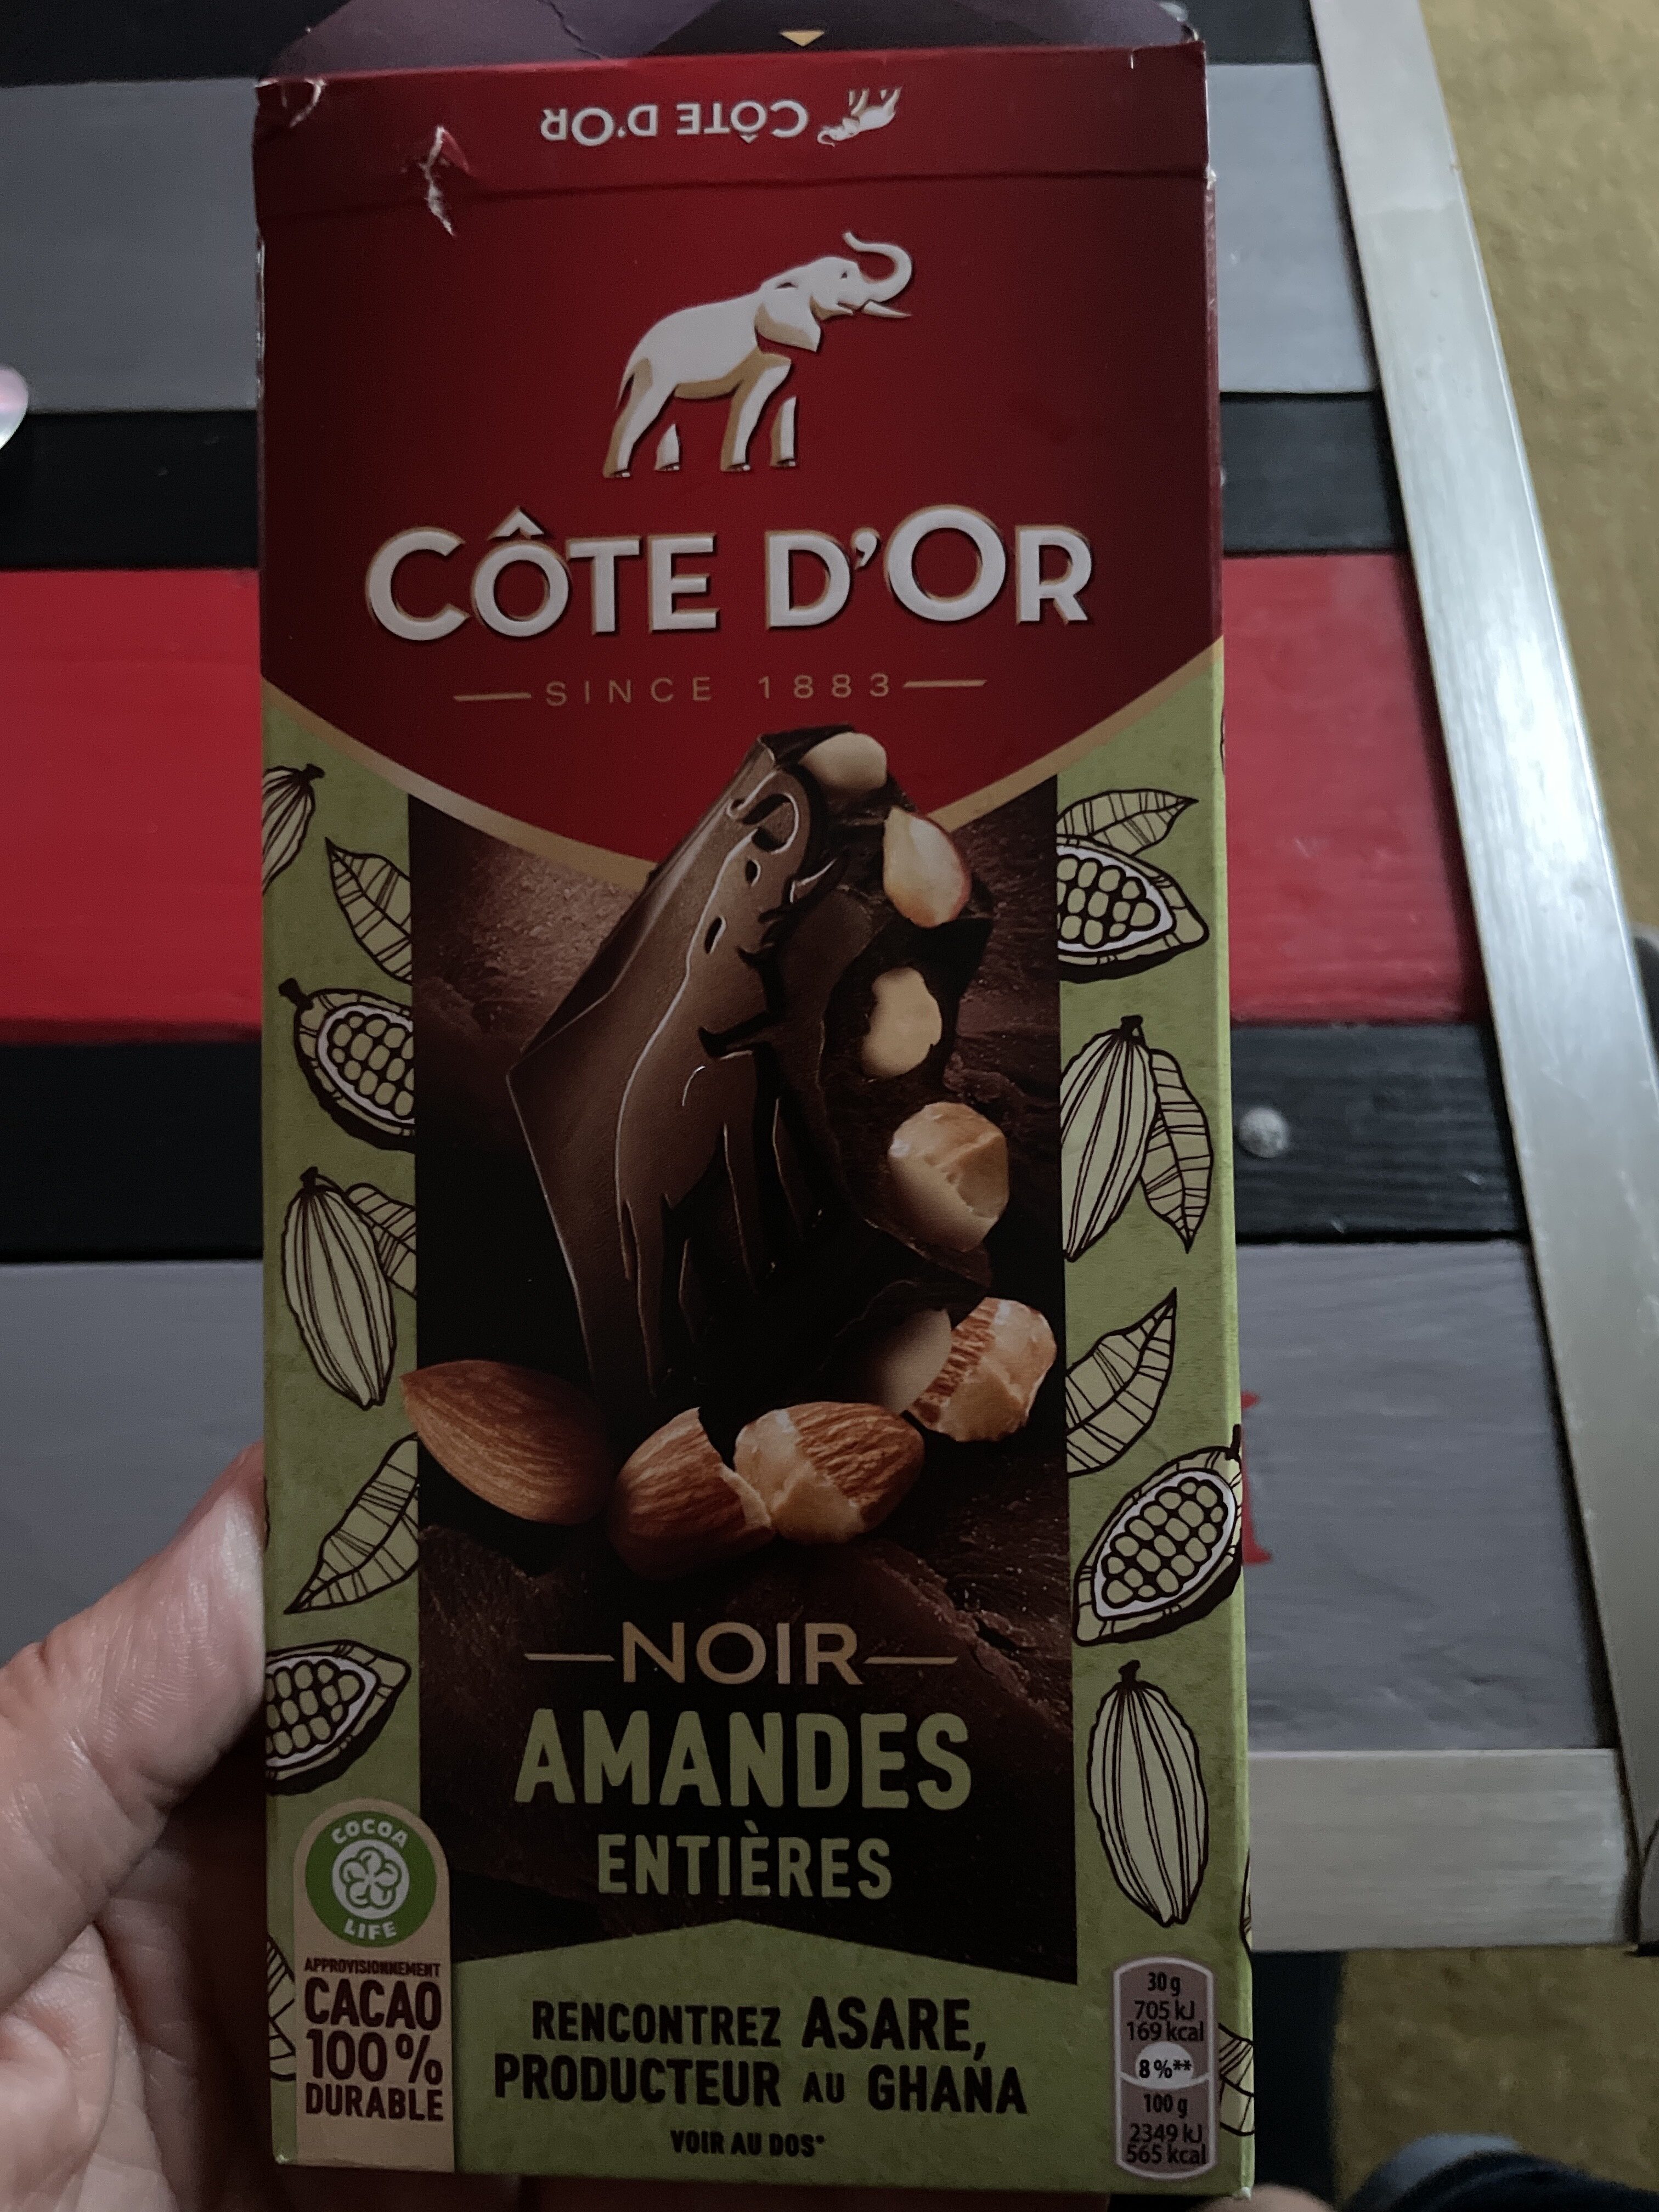 CÔTE D'OR
CÔTE D'OR
SINCE 1883
NOIR
AMANDES
ENTIÈRES
COCOA
LIFE
APPROVISIONNEMENT
CACAO
100%
DURABLE
RENCONTREZ ASARE,
PRODUCTEUR AU GHANA
VOIR AU DOS*
30 g
705 kJ
169 kcal
8 %**
100 g
2349 kJ
565 kcal